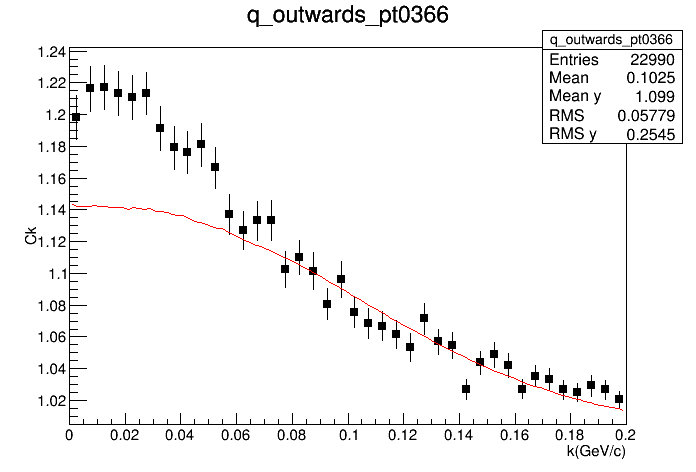 q_outwards_pt0366
q_outwards_pt0366
Entries 22990
Mean 0.1025
Mean y 1.099
RMS 0.05779
RMS y 0.2545
Ck
1.24
1.22
1.2
1.18
1.16
1.14
1.12
1.1
1.08
1.06
1.04
1.02
0 0.02 0.04 0.06 0.08 0.1 0.12 0.14 0.16 0.18 0.2
k(GeV/c)